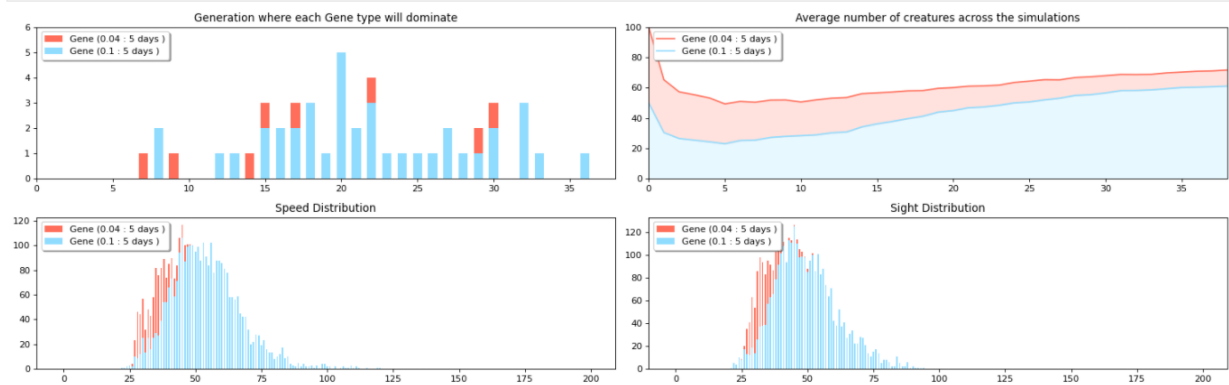 Generation where each Gene type will dominate
6
5
4
3
2
1
0
Gene (0.04 : 5 days )
Gene (0.1 : 5 days )
0 5 10 15 20 25 30 35
Average number of creatures across the simulations
100
80
60
40
20
0
Gene (0.04 : 5 days )
Gene (0.1 : 5 days )
0 5 10 15 20 25 30 35
Speed Distribution
120
100
80
60
40
20
0
Gene (0.04 : 5 days )
Gene (0.1 : 5 days )
0 25 50 75 100 125 150 175 200
Sight Distribution
120
100
80
60
40
20
0
Gene (0.04 : 5 days )
Gene (0.1 : 5 days )
0 25 50 75 100 125 150 175 200